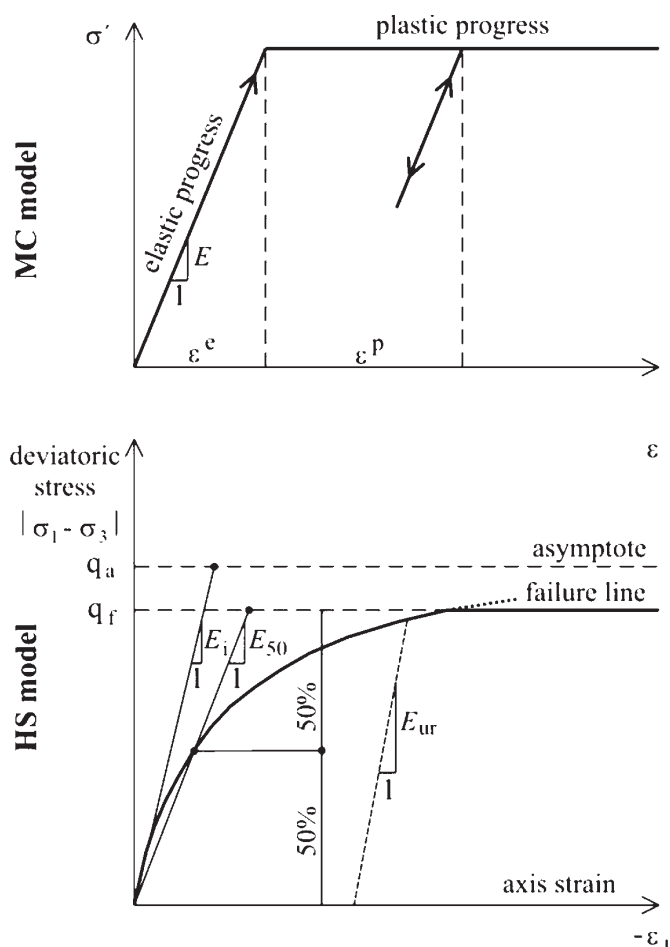 σ′
plastic progress
MC model
elastic progress
E
1
ε^e
ε^p
ε
deviatoric
stress
|σ₁ - σ₃|
q_a
asymptote
q_f
failure line
HS model
E_i
1
E_50
1
50%
E_ur
1
50%
axis strain
-ε₁